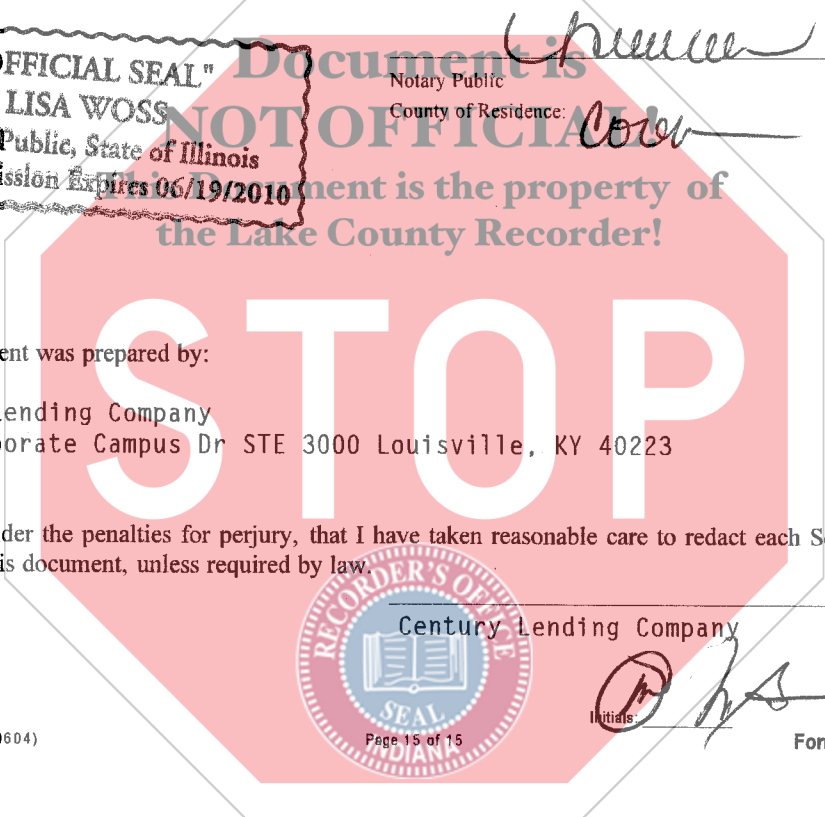 OFFICIAL SEAL"
LISA WOSS
Public, State of Illinois
ission Expires 06/19/2010
Notary Public
County of Residence:
Document is
NOT OFFICIAL!
This Document is the property of
the Lake County Recorder!
STOP
ent was prepared by:
ending Company
orate Campus Dr STE 3000 Louisville, KY 40223
der the penalties for perjury, that I have taken reasonable care to redact each S
is document, unless required by law.
RECORDER'S OFFICE
SEAL
INDIANA
Century Lending Company
Initials:
0604)
Page 15 of 15
For